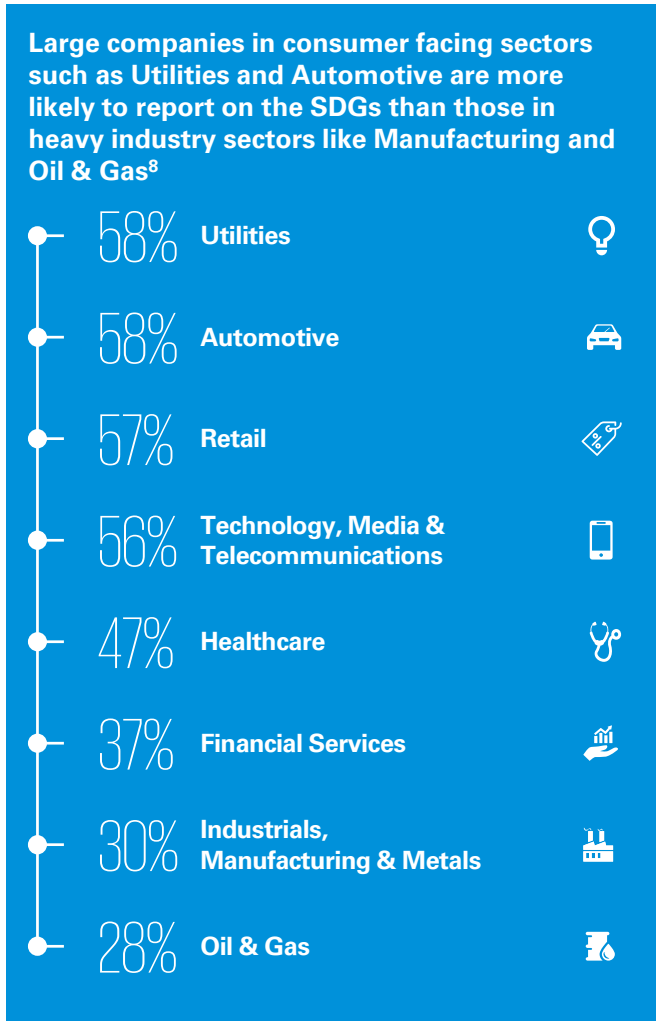 Large companies in consumer facing sectors
such as Utilities and Automotive are more
likely to report on the SDGs than those in
heavy industry sectors like Manufacturing and
Oil & Gas⁸
58% Utilities
58% Automotive
57% Retail
56% Technology, Media &
Telecommunications
47% Healthcare
37% Financial Services
30% Industrials,
Manufacturing & Metals
28% Oil & Gas